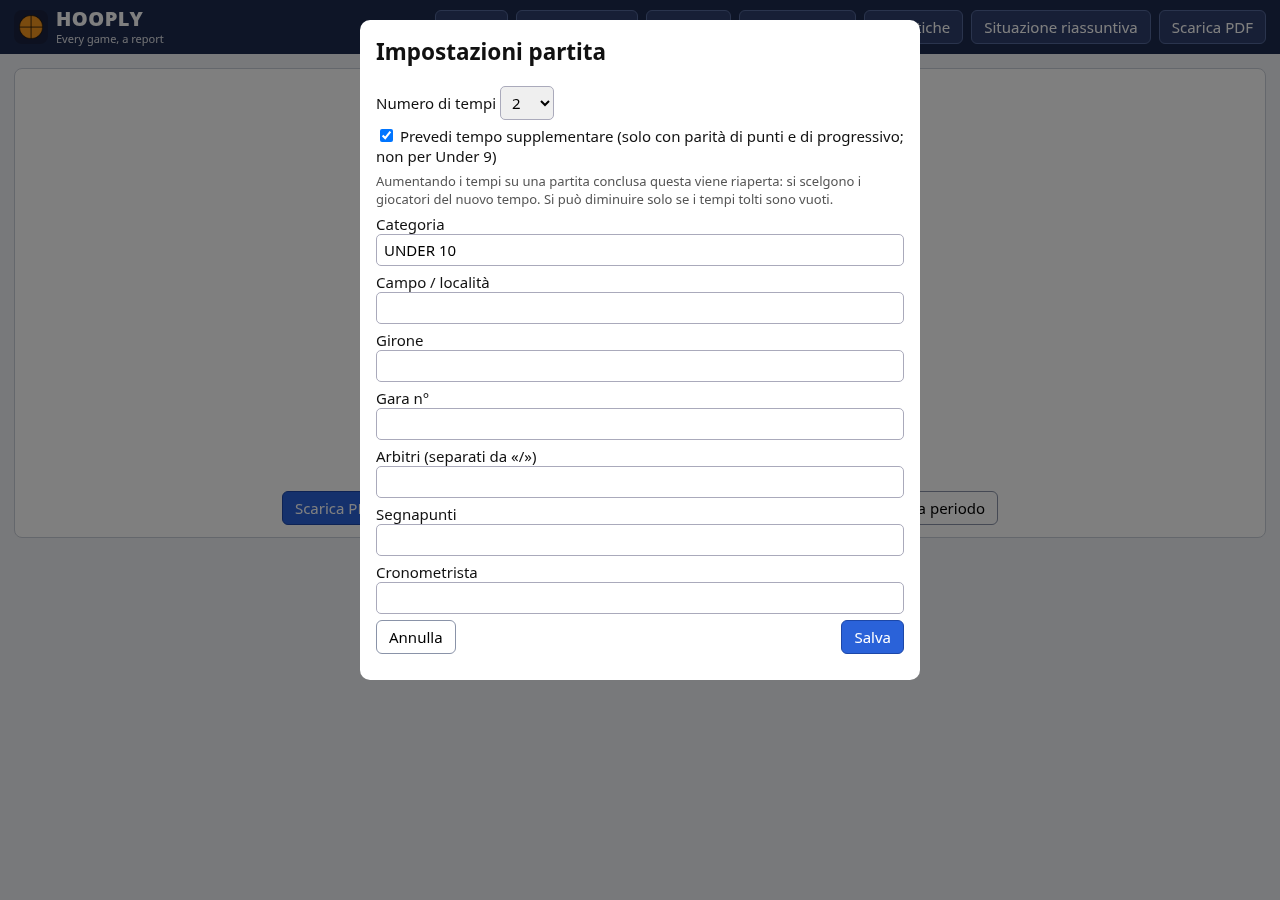 HOOPLY
Every game, a report
Situazione riassuntiva
Scarica PDF
Impostazioni partita
Numero di tempi 2
Prevedi tempo supplementare (solo con parità di punti e di progressivo;
non per Under 9)
Aumentando i tempi su una partita conclusa questa viene riaperta: si scelgono i
giocatori del nuovo tempo. Si può diminuire solo se i tempi tolti sono vuoti.
Categoria
UNDER 10
Campo / località
Girone
Gara n°
Arbitri (separati da «/»)
Segnapunti
Cronometrista
Scarica
periodo
Annulla
Salva